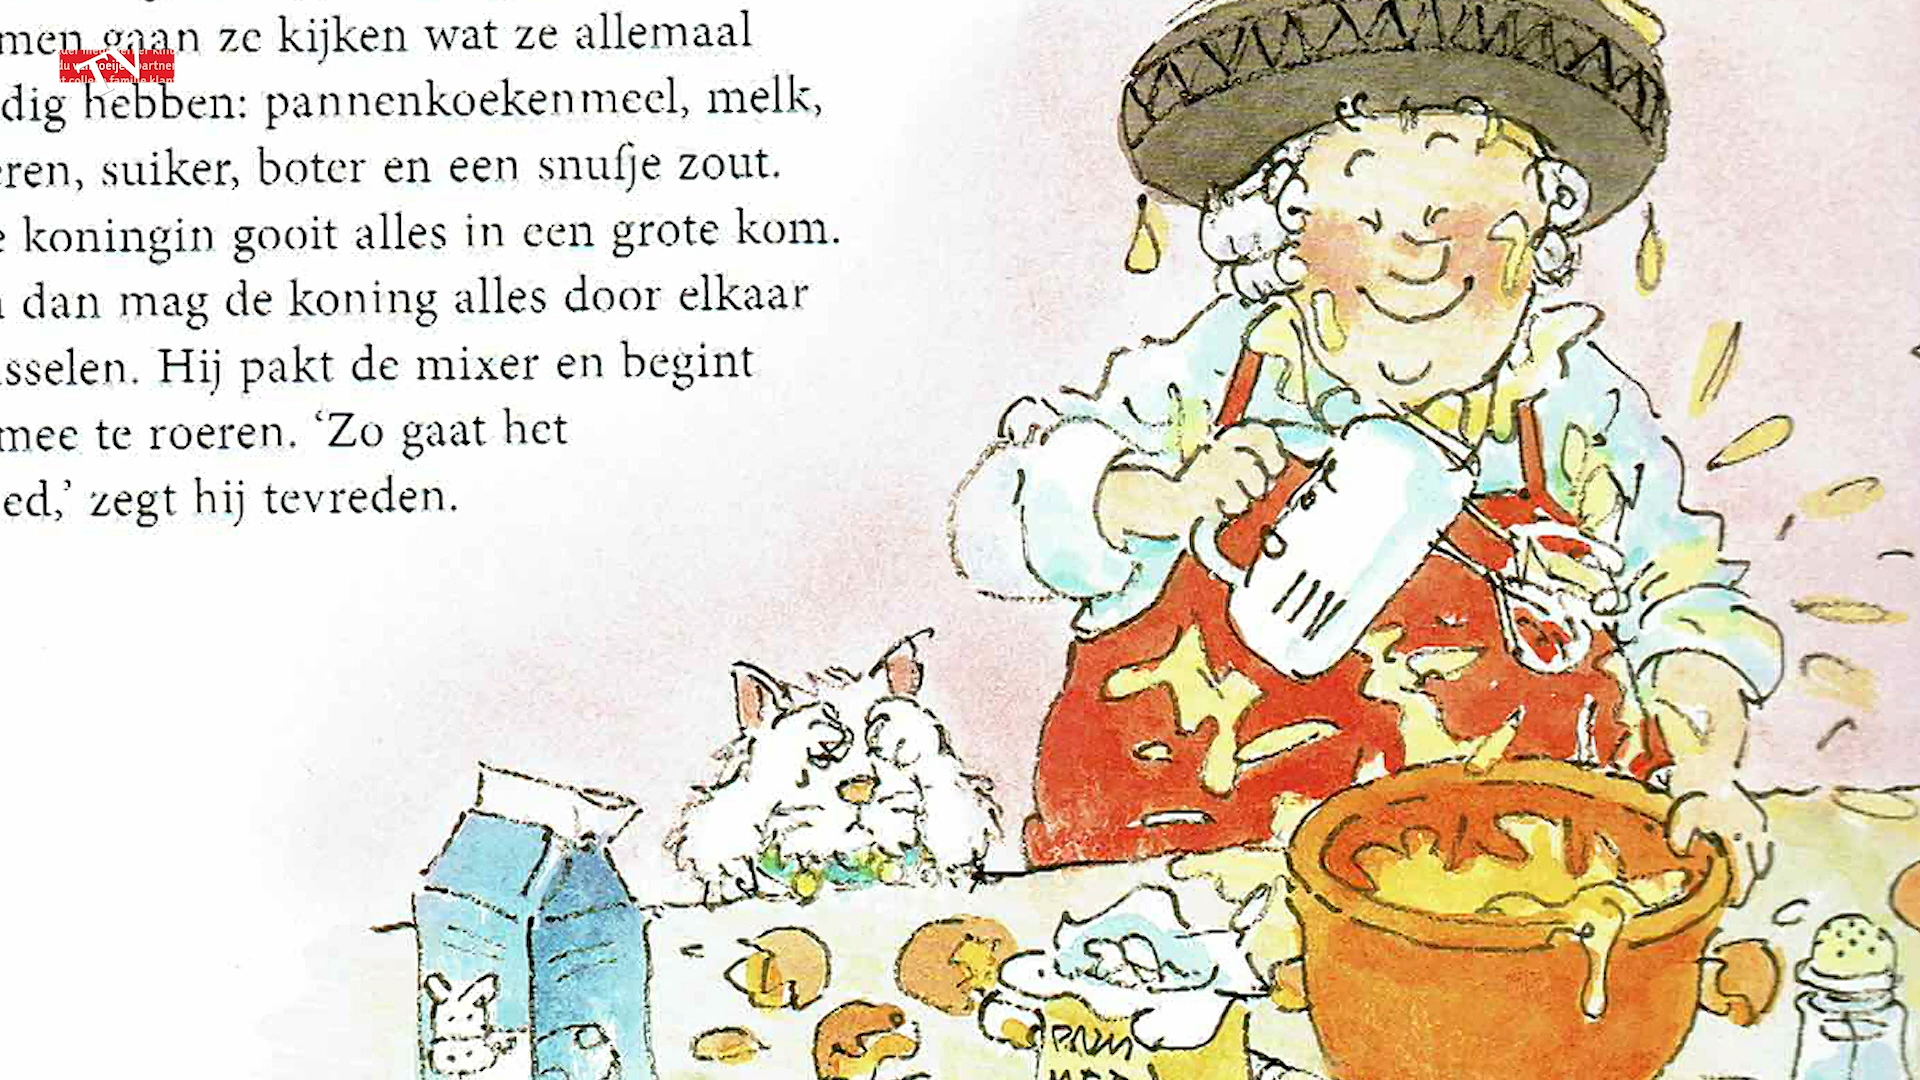 men gaan ze kijken wat ze allemaal
dig hebben: pannenkoekenmeel, melk,
eren, suiker, boter en een snufje zout.
e koningin gooit alles in een grote kom.
n dan mag de koning alles door elkaar
usselen. Hij pakt de mixer en begint
mee te roeren. ‘Zo gaat het
ed,’ zegt hij tevreden.
TV